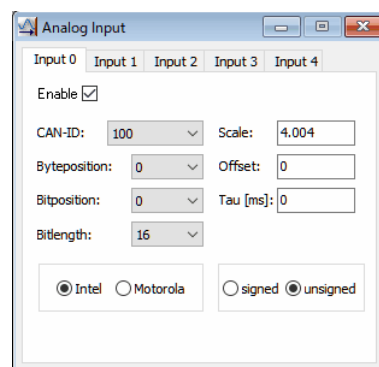 Analog Input
Input 0 Input 1 Input 2 Input 3 Input 4
Enable
CAN-ID: 100 Scale: 4.004
Byteposition: 0 Offset: 0
Bitposition: 0 Tau [ms]: 0
Bitlength: 16
Intel Motorola signed unsigned